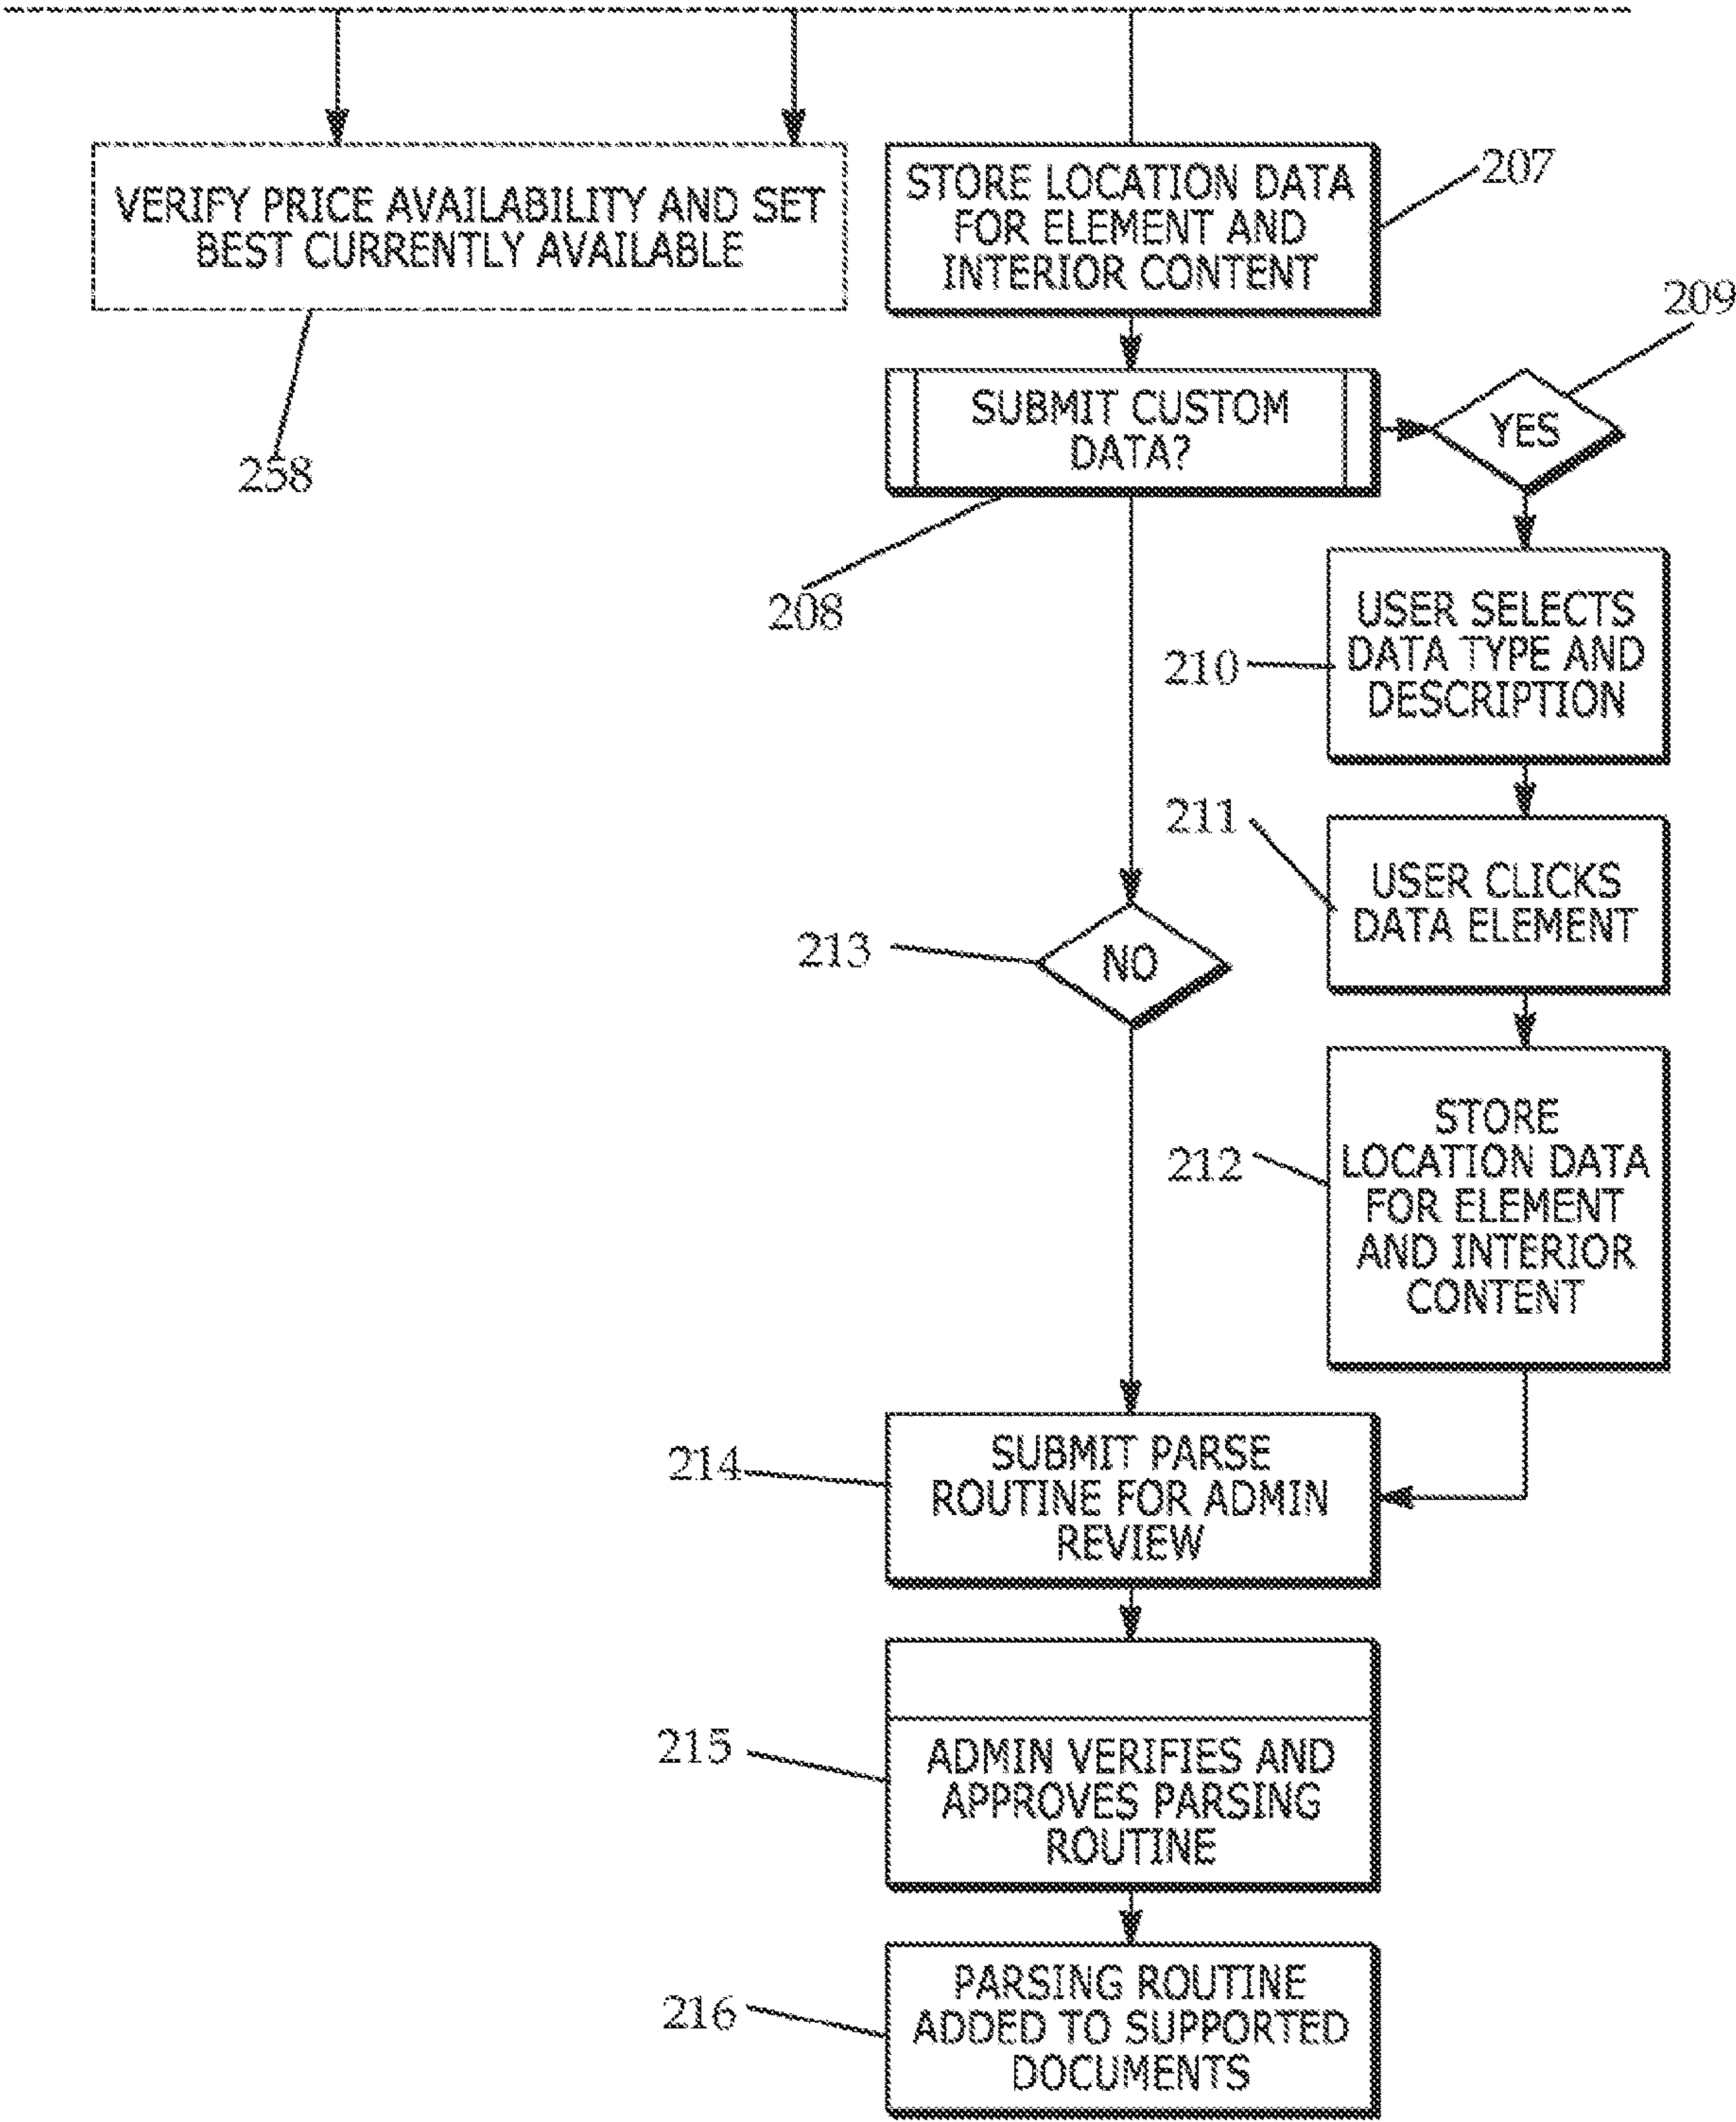 VERIFY PRICE AVAILABILITY AND SET
BEST CURRENTLY AVAILABLE
258
STORE LOCATION DATA
FOR ELEMENT AND
INTERIOR CONTENT
207
SUBMIT CUSTOM
DATA?
208
YES
209
USER SELECTS
DATA TYPE AND
DESCRIPTION
210
USER CLICKS
DATA ELEMENT
211
STORE
LOCATION DATA
FOR ELEMENT
AND INTERIOR
CONTENT
212
NO
213
SUBMIT PARSE
ROUTINE FOR ADMIN
REVIEW
214
ADMIN VERIFIES AND
APPROVES PARSING
ROUTINE
215
PARSING ROUTINE
ADDED TO SUPPORTED
DOCUMENTS
216